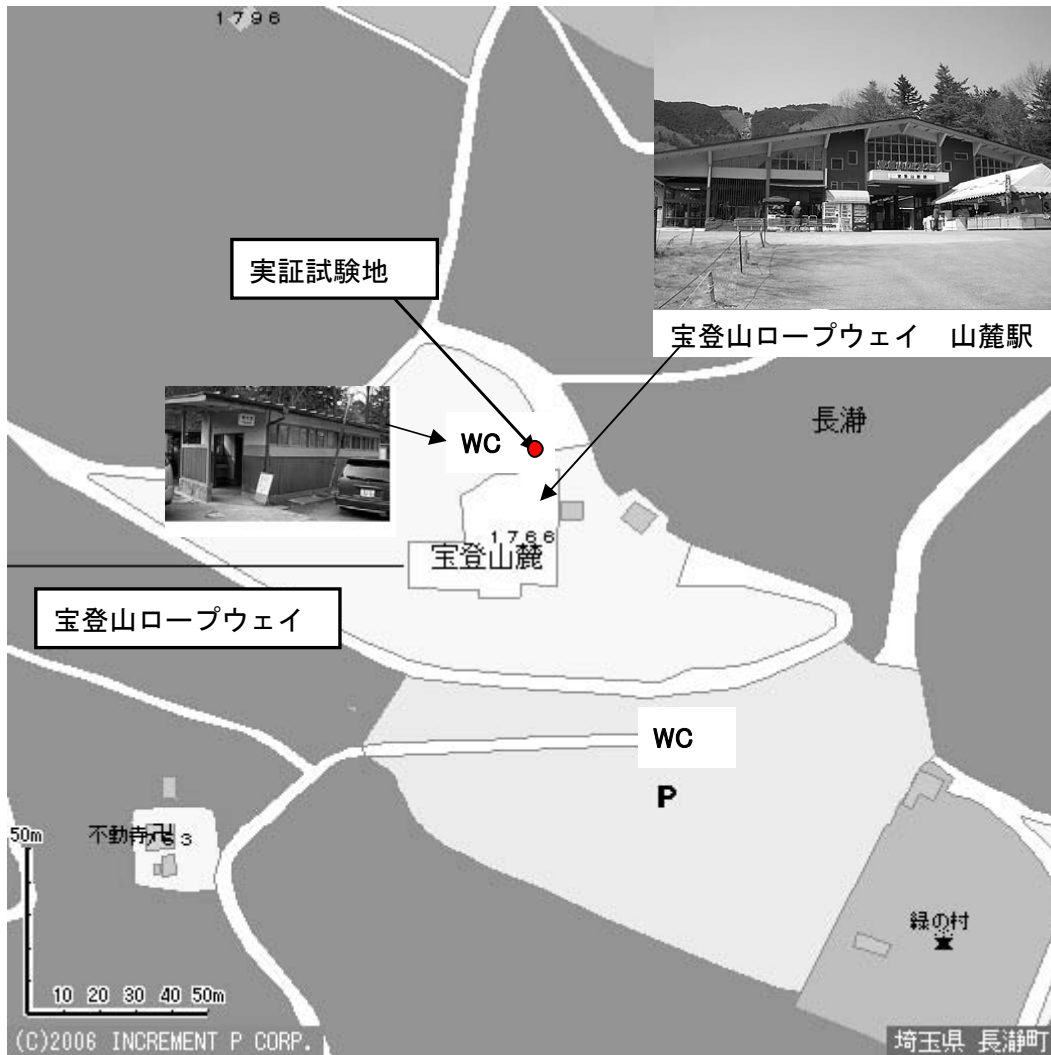 1796
実証試験地
宝登山ロープウェイ 山麓駅
長瀞
WC
1766
宝登山麓
宝登山ロープウェイ
WC
P
不動寺卍
763
50m
緑の村
10 20 30 40 50m
(C)2006 INCREMENT P CORP.
埼玉県 長瀞町